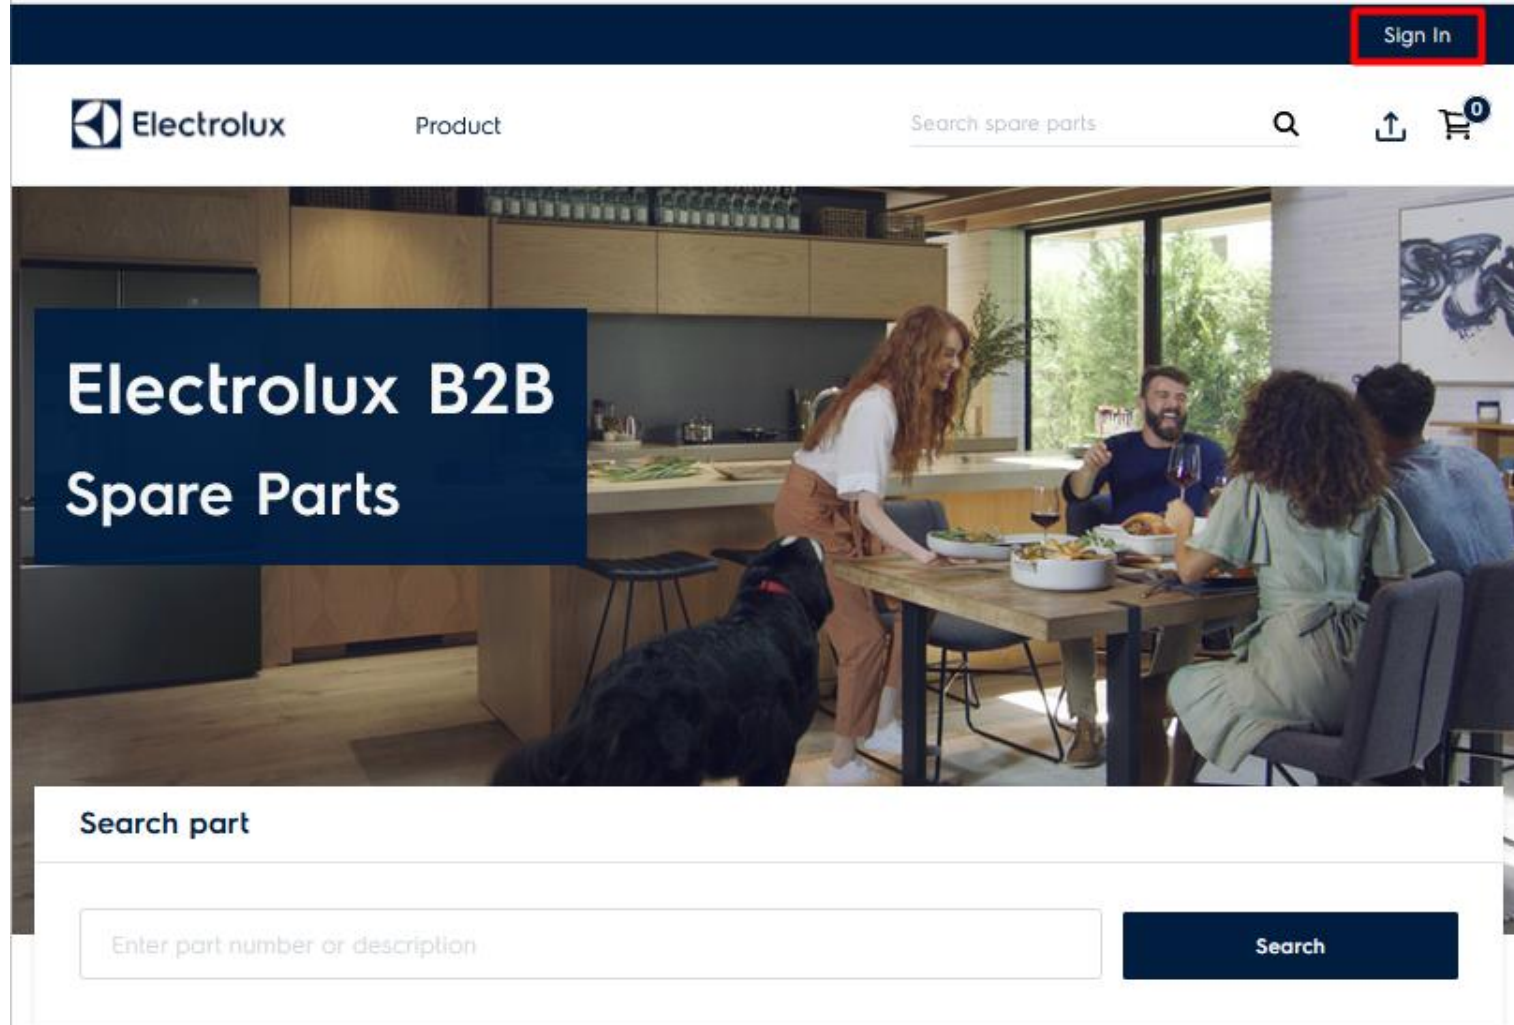 Sign In
Electrolux
Product
Search spare parts
0
Electrolux B2B
Spare Parts
Search part
Enter part number or description
Search